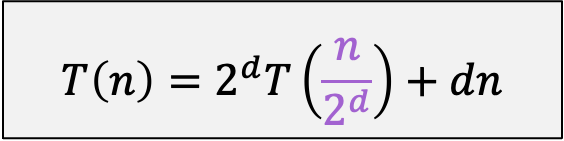 T(n) = 2^d T(n/2^d) + dn